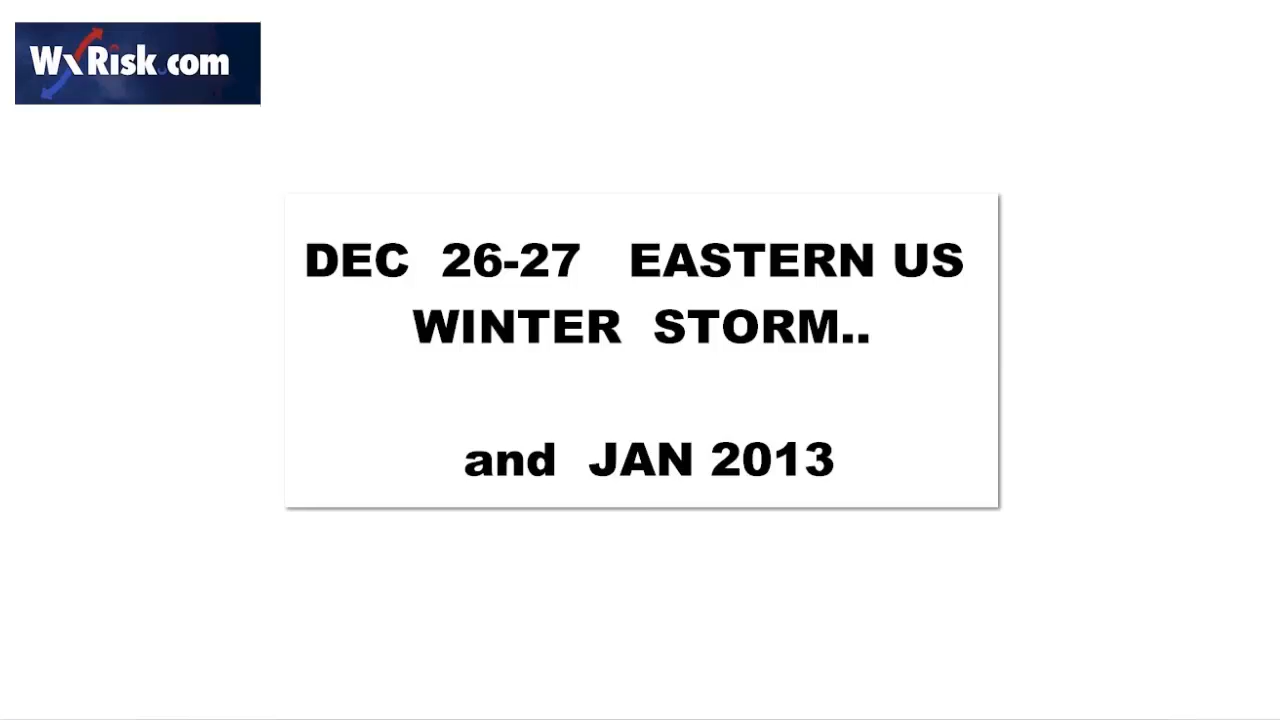 WxRisk.com
DEC 26-27 EASTERN US
WINTER STORM..
and JAN 2013